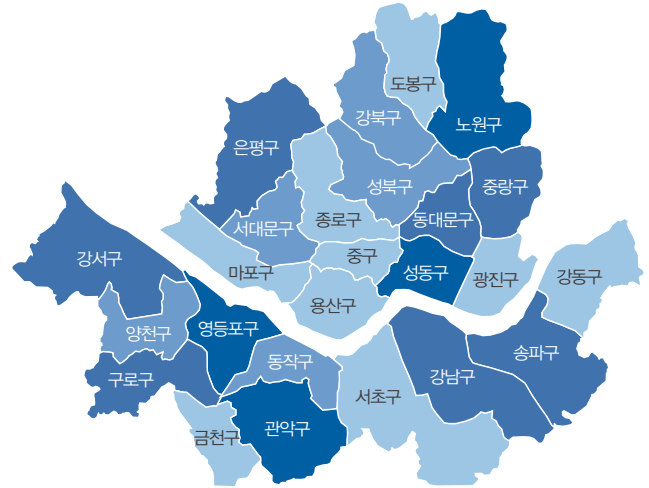 도봉구
강북구
노원구
은평구
성북구
중랑구
종로구
동대문구
서대문구
중구
강서구
마포구
성동구
광진구
강동구
용산구
양천구
영등포구
송파구
동작구
구로구
강남구
서초구
금천구
관악구